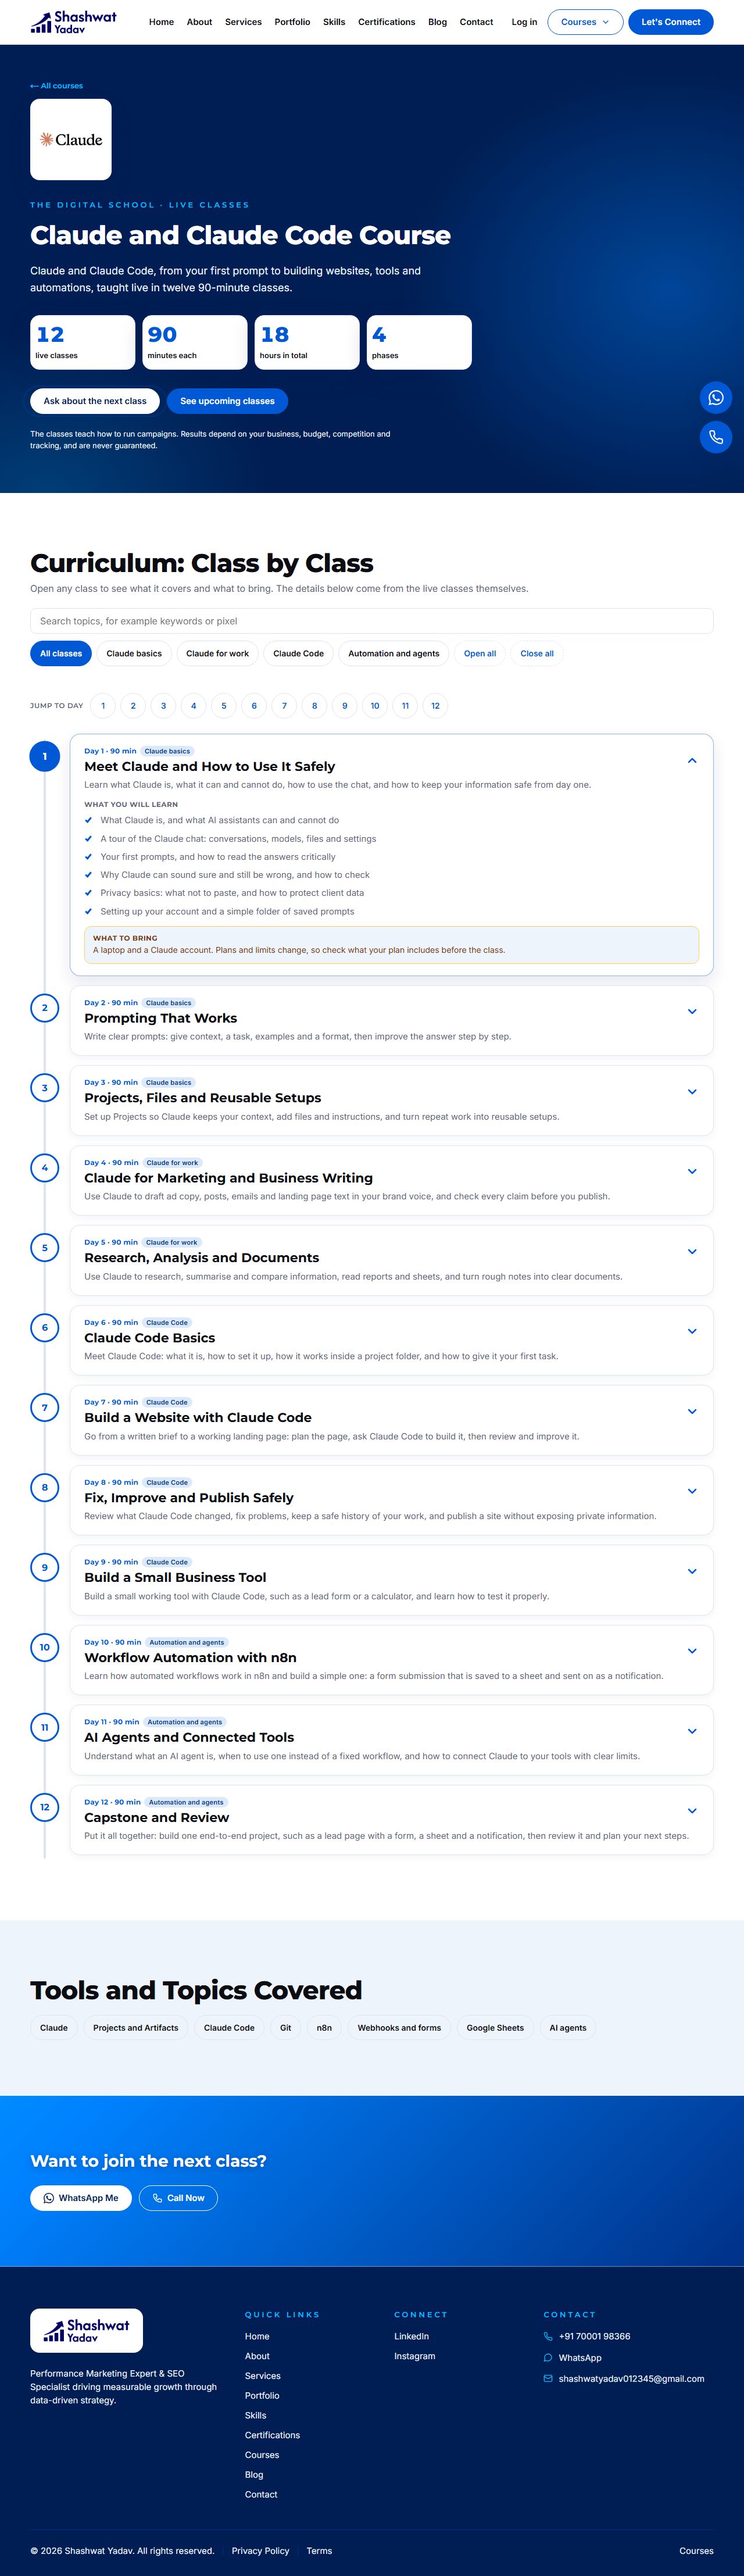 Shashwat
Yadav
Home About Services Portfolio Skills Certifications Blog Contact Log in Courses Let's Connect
← All courses
Claude
THE DIGITAL SCHOOL · LIVE CLASSES
Claude and Claude Code Course
Claude and Claude Code, from your first prompt to building websites, tools and
automations, taught live in twelve 90-minute classes.
12 90 18 4
live classes minutes each hours in total phases
Ask about the next class See upcoming classes
The classes teach how to run campaigns. Results depend on your business, budget, competition and
tracking, and are never guaranteed.
Curriculum: Class by Class
Open any class to see what it covers and what to bring. The details below come from the live classes themselves.
Search topics, for example keywords or pixel
All classes Claude basics Claude for work Claude Code Automation and agents Open all Close all
JUMP TO DAY 1 2 3 4 5 6 7 8 9 10 11 12
1
Day 1 · 90 min Claude basics
Meet Claude and How to Use It Safely
Learn what Claude is, what it can and cannot do, how to use the chat, and how to keep your information safe from day one.
WHAT YOU WILL LEARN
What Claude is, and what AI assistants can and cannot do
A tour of the Claude chat: conversations, models, files and settings
Your first prompts, and how to read the answers critically
Why Claude can sound sure and still be wrong, and how to check
Privacy basics: what not to paste, and how to protect client data
Setting up your account and a simple folder of saved prompts
WHAT TO BRING
A laptop and a Claude account. Plans and limits change, so check what your plan includes before the class.
2
Day 2 · 90 min Claude basics
Prompting That Works
Write clear prompts: give context, a task, examples and a format, then improve the answer step by step.
3
Day 3 · 90 min Claude basics
Projects, Files and Reusable Setups
Set up Projects so Claude keeps your context, add files and instructions, and turn repeat work into reusable setups.
4
Day 4 · 90 min Claude for work
Claude for Marketing and Business Writing
Use Claude to draft ad copy, posts, emails and landing page text in your brand voice, and check every claim before you publish.
5
Day 5 · 90 min Claude for work
Research, Analysis and Documents
Use Claude to research, summarise and compare information, read reports and sheets, and turn rough notes into clear documents.
6
Day 6 · 90 min Claude Code
Claude Code Basics
Meet Claude Code: what it is, how to set it up, how it works inside a project folder, and how to give it your first task.
7
Day 7 · 90 min Claude Code
Build a Website with Claude Code
Go from a written brief to a working landing page: plan the page, ask Claude Code to build it, then review and improve it.
8
Day 8 · 90 min Claude Code
Fix, Improve and Publish Safely
Review what Claude Code changed, fix problems, keep a safe history of your work, and publish a site without exposing private information.
9
Day 9 · 90 min Claude Code
Build a Small Business Tool
Build a small working tool with Claude Code, such as a lead form or a calculator, and learn how to test it properly.
10
Day 10 · 90 min Automation and agents
Workflow Automation with n8n
Learn how automated workflows work in n8n and build a simple one: a form submission that is saved to a sheet and sent on as a notification.
11
Day 11 · 90 min Automation and agents
AI Agents and Connected Tools
Understand what an AI agent is, when to use one instead of a fixed workflow, and how to connect Claude to your tools with clear limits.
12
Day 12 · 90 min Automation and agents
Capstone and Review
Put it all together: build one end-to-end project, such as a lead page with a form, a sheet and a notification, then review it and plan your next steps.
Tools and Topics Covered
Claude Projects and Artifacts Claude Code Git n8n Webhooks and forms Google Sheets AI agents
Want to join the next class?
WhatsApp Me Call Now
Shashwat
Yadav
Performance Marketing Expert & SEO
Specialist driving measurable growth through
data-driven strategy.
QUICK LINKS
Home
About
Services
Portfolio
Skills
Certifications
Courses
Blog
Contact
CONNECT
LinkedIn
Instagram
CONTACT
+91 70001 98366
WhatsApp
shashwatyadav012345@gmail.com
© 2026 Shashwat Yadav. All rights reserved. Privacy Policy Terms Courses